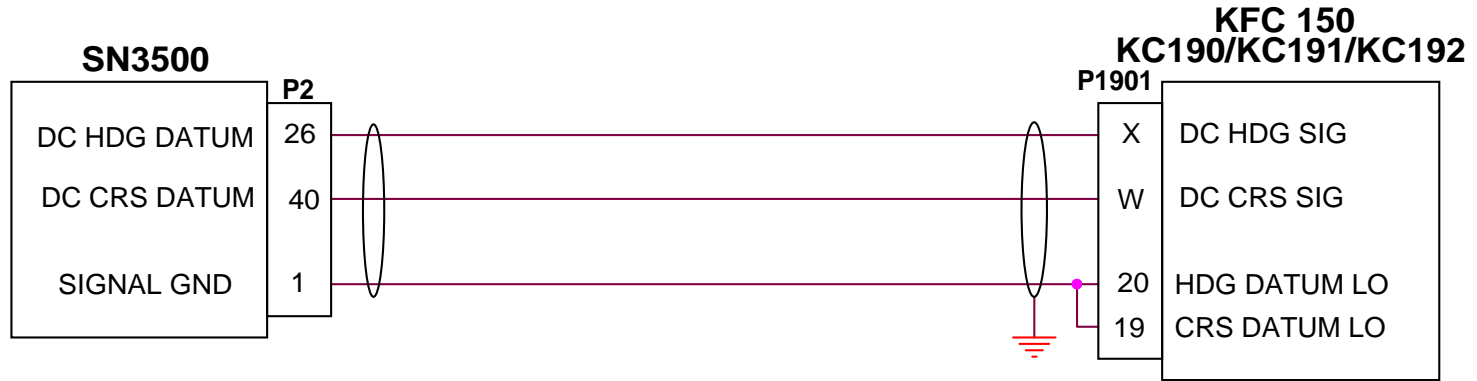 SN3500
P2
DC HDG DATUM 26
DC CRS DATUM 40
SIGNAL GND 1
KFC 150
KC190/KC191/KC192
P1901
X DC HDG SIG
W DC CRS SIG
20 HDG DATUM LO
19 CRS DATUM LO